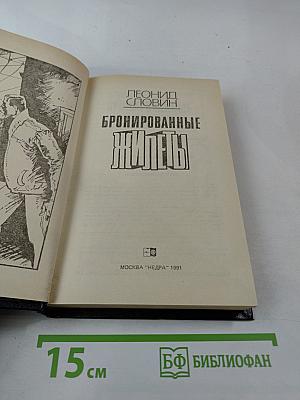 ЛЕОНИД
СЛОВИН
БРОНИРОВАННЫЕ
ЖИЛЕТЫ
МОСКВА "НЕДРА" 1991
15 см
БФ БИБЛИОФАН